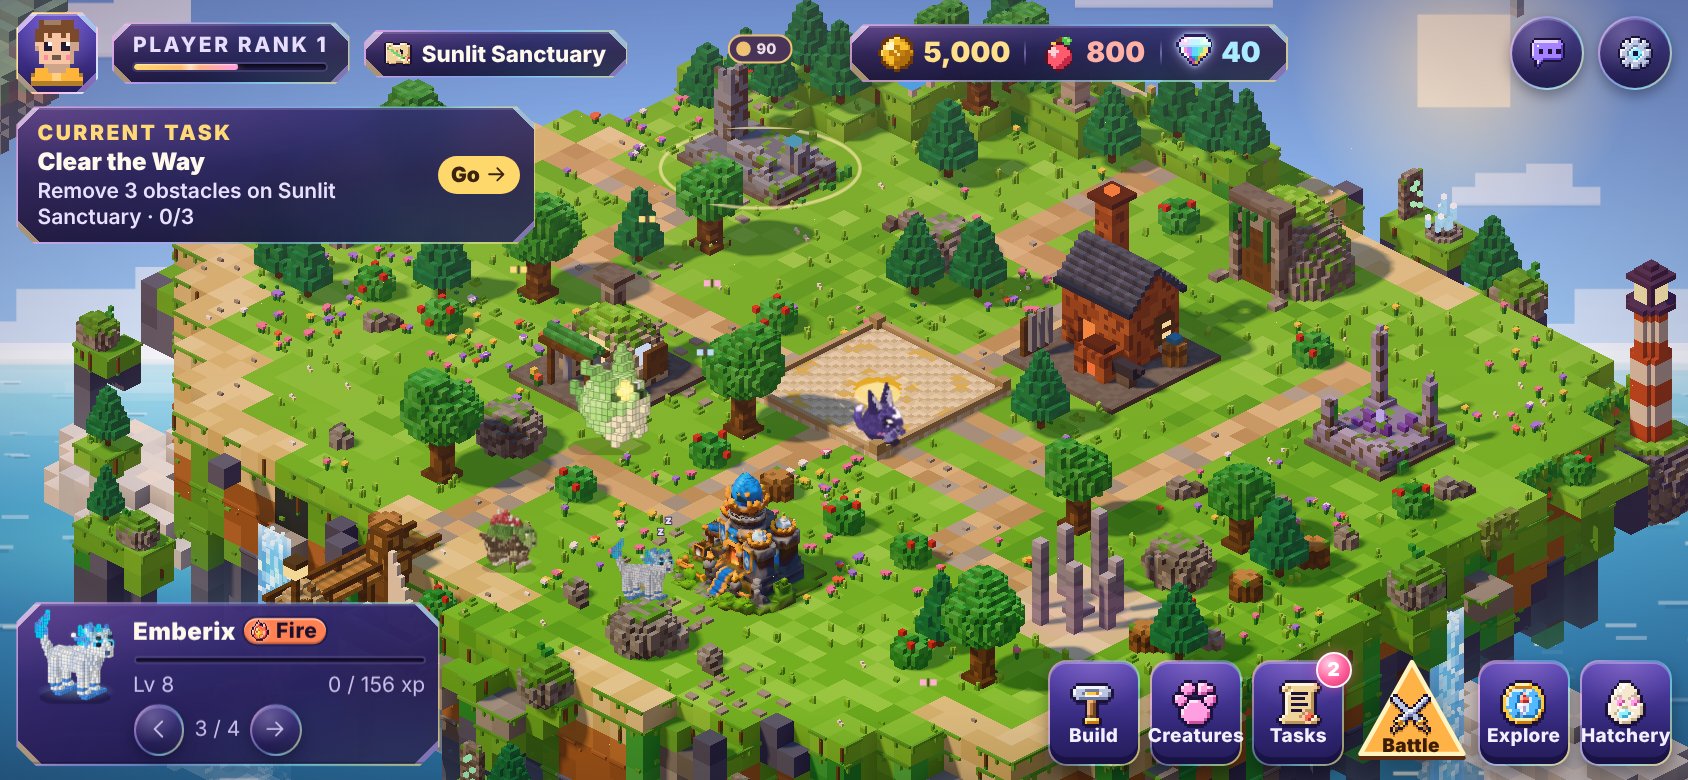 PLAYER RANK 1
Sunlit Sanctuary
90
5,000
800
40
CURRENT TASK
Clear the Way
Remove 3 obstacles on Sunlit
Sanctuary · 0/3
Go →
z
z
Emberix
Fire
Lv 8
0 / 156 xp
3 / 4
Build
Creatures
2
Tasks
Battle
Explore
Hatchery